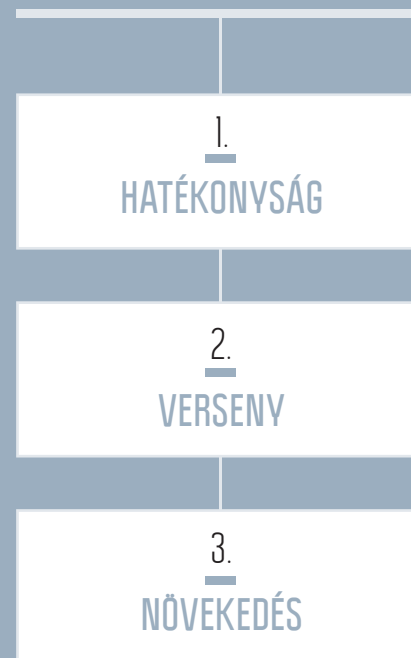 1.
HATÉKONYSÁG
2.
VERSENY
3.
NÖVEKEDÉS